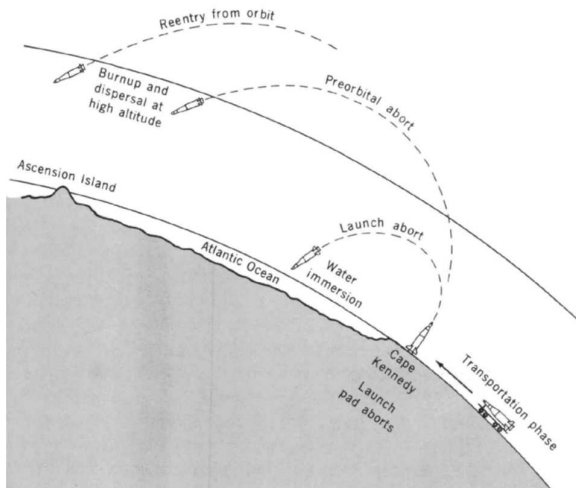 Reentry from orbit
Burnup and
dispersal at
high altitude
Preorbital abort
Ascension Island
Launch abort
Atlantic Ocean
Water
immersion
Cape
Kennedy
Launch
pad aborts
Transportation phase